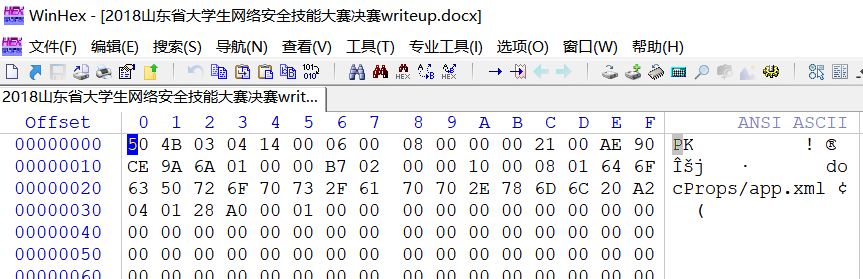 WinHex - [2018山东省大学生网络安全技能大赛决赛writeup.docx]
文件(F) 编辑(E) 搜索(S) 导航(N) 查看(V) 工具(T) 专业工具(I) 选项(O) 窗口(W) 帮助(H)
2018山东省大学生网络安全技能大赛决赛writ...
Offset 0 1 2 3 4 5 6 7 8 9 A B C D E F ANSI ASCII
00000000 50 4B 03 04 14 00 06 00 08 00 00 00 21 00 AE 90 PK ! ®
00000010 CE 9A 6A 01 00 00 B7 02 00 00 10 00 08 01 64 6F Îšj · do
00000020 63 50 72 6F 70 73 2F 61 70 70 2E 78 6D 6C 20 A2 cProps/app.xml ¢
00000030 04 01 28 A0 00 01 00 00 00 00 00 00 00 00 00 00 (
00000040 00 00 00 00 00 00 00 00 00 00 00 00 00 00 00 00
00000050 00 00 00 00 00 00 00 00 00 00 00 00 00 00 00 00
00000060 00 00 00 00 00 00 00 00 00 00 00 00 00 00 00 00